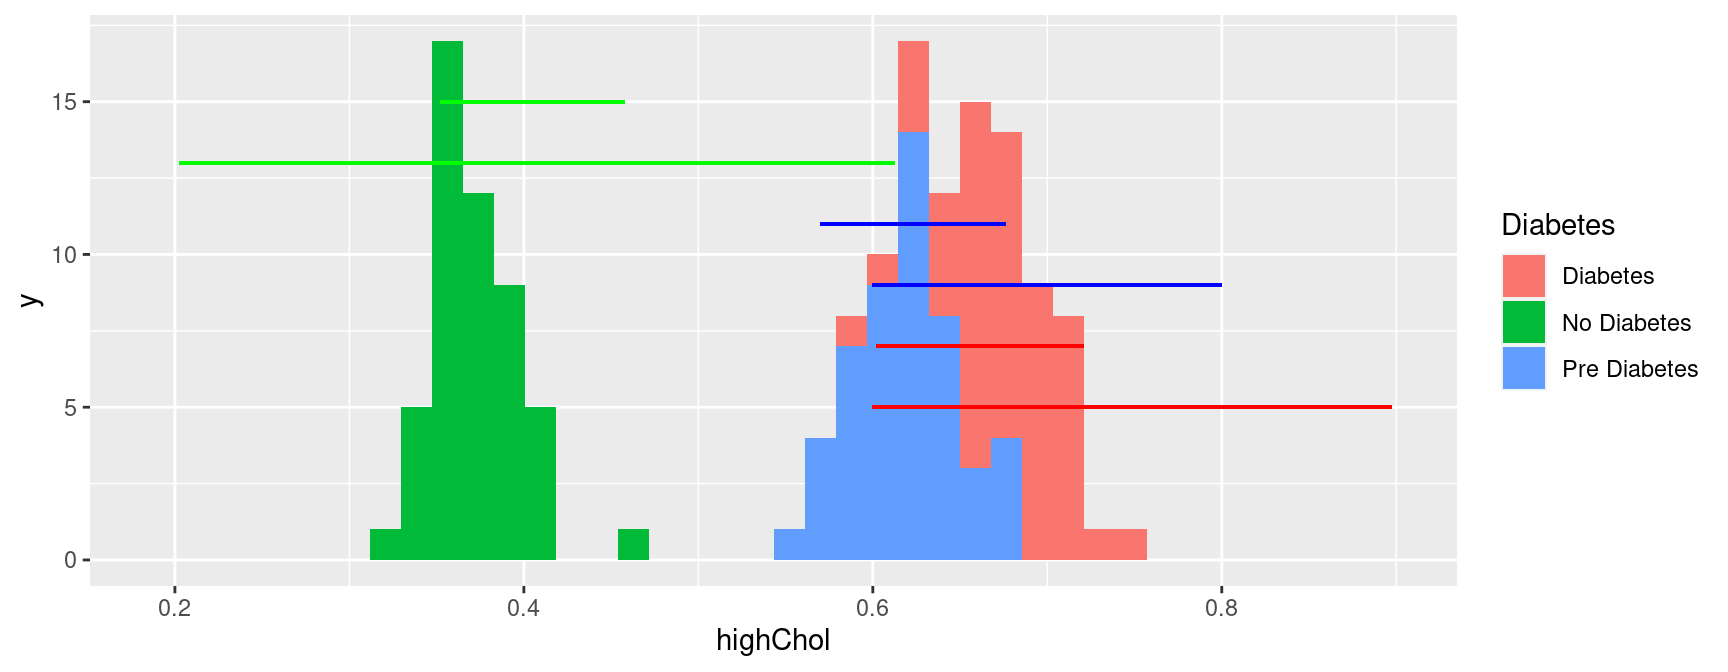 15
10
5
0
y
0.2
0.4
0.6
0.8
highChol
Diabetes
Diabetes
No Diabetes
Pre Diabetes